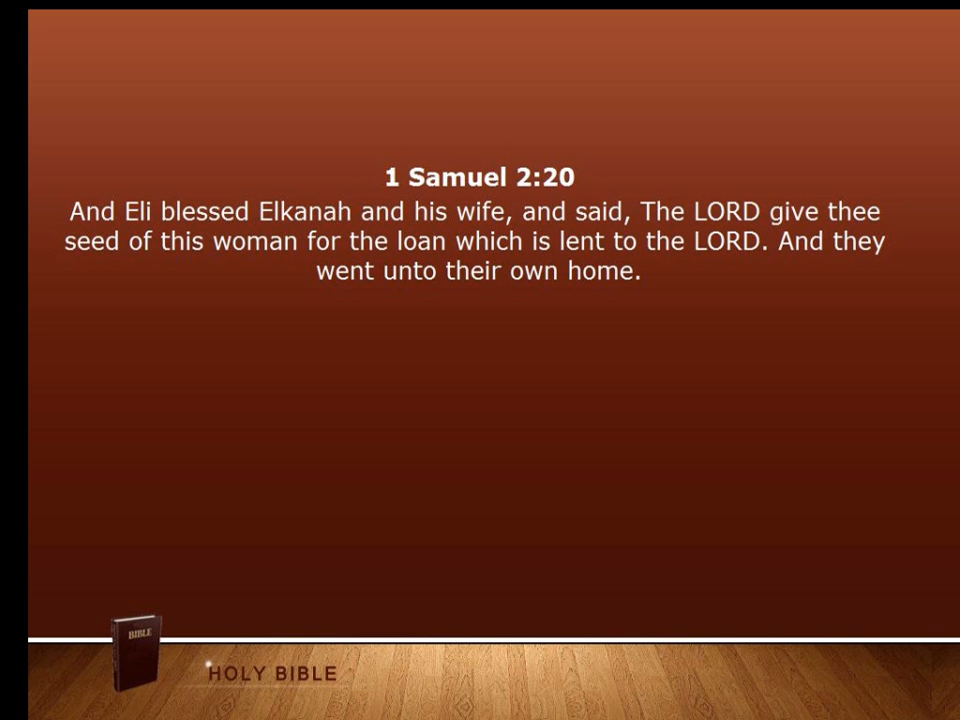 1 Samuel 2:20
And Eli blessed Elkanah and his wife, and said, The LORD give thee
seed of this woman for the loan which is lent to the LORD. And they
went unto their own home.
BIBLE
HOLY BIBLE